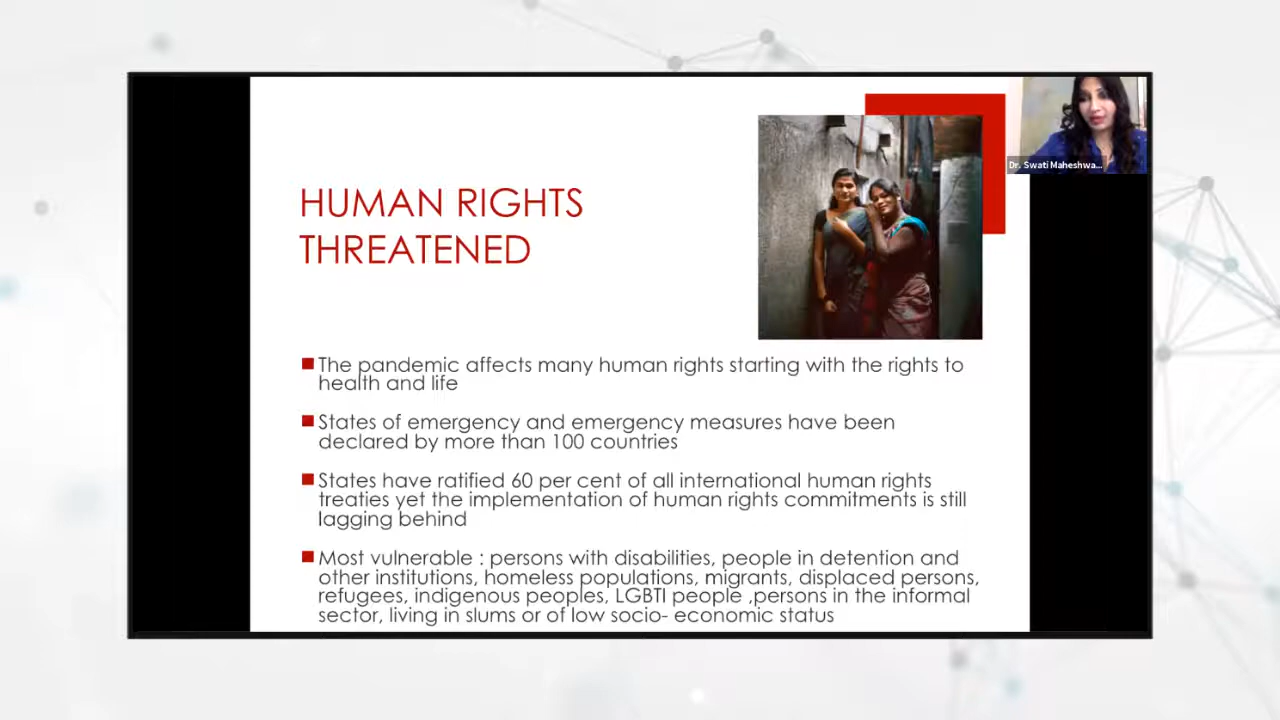 HUMAN RIGHTS
THREATENED
Dr. Swati Maheshwa...
The pandemic affects many human rights starting with the rights to
health and life
States of emergency and emergency measures have been
declared by more than 100 countries
States have ratified 60 per cent of all international human rights
treaties yet the implementation of human rights commitments is still
lagging behind
Most vulnerable : persons with disabilities, people in detention and
other institutions, homeless populations, migrants, displaced persons,
refugees, indigenous peoples, LGBTI people ,persons in the informal
sector, living in slums or of low socio- economic status